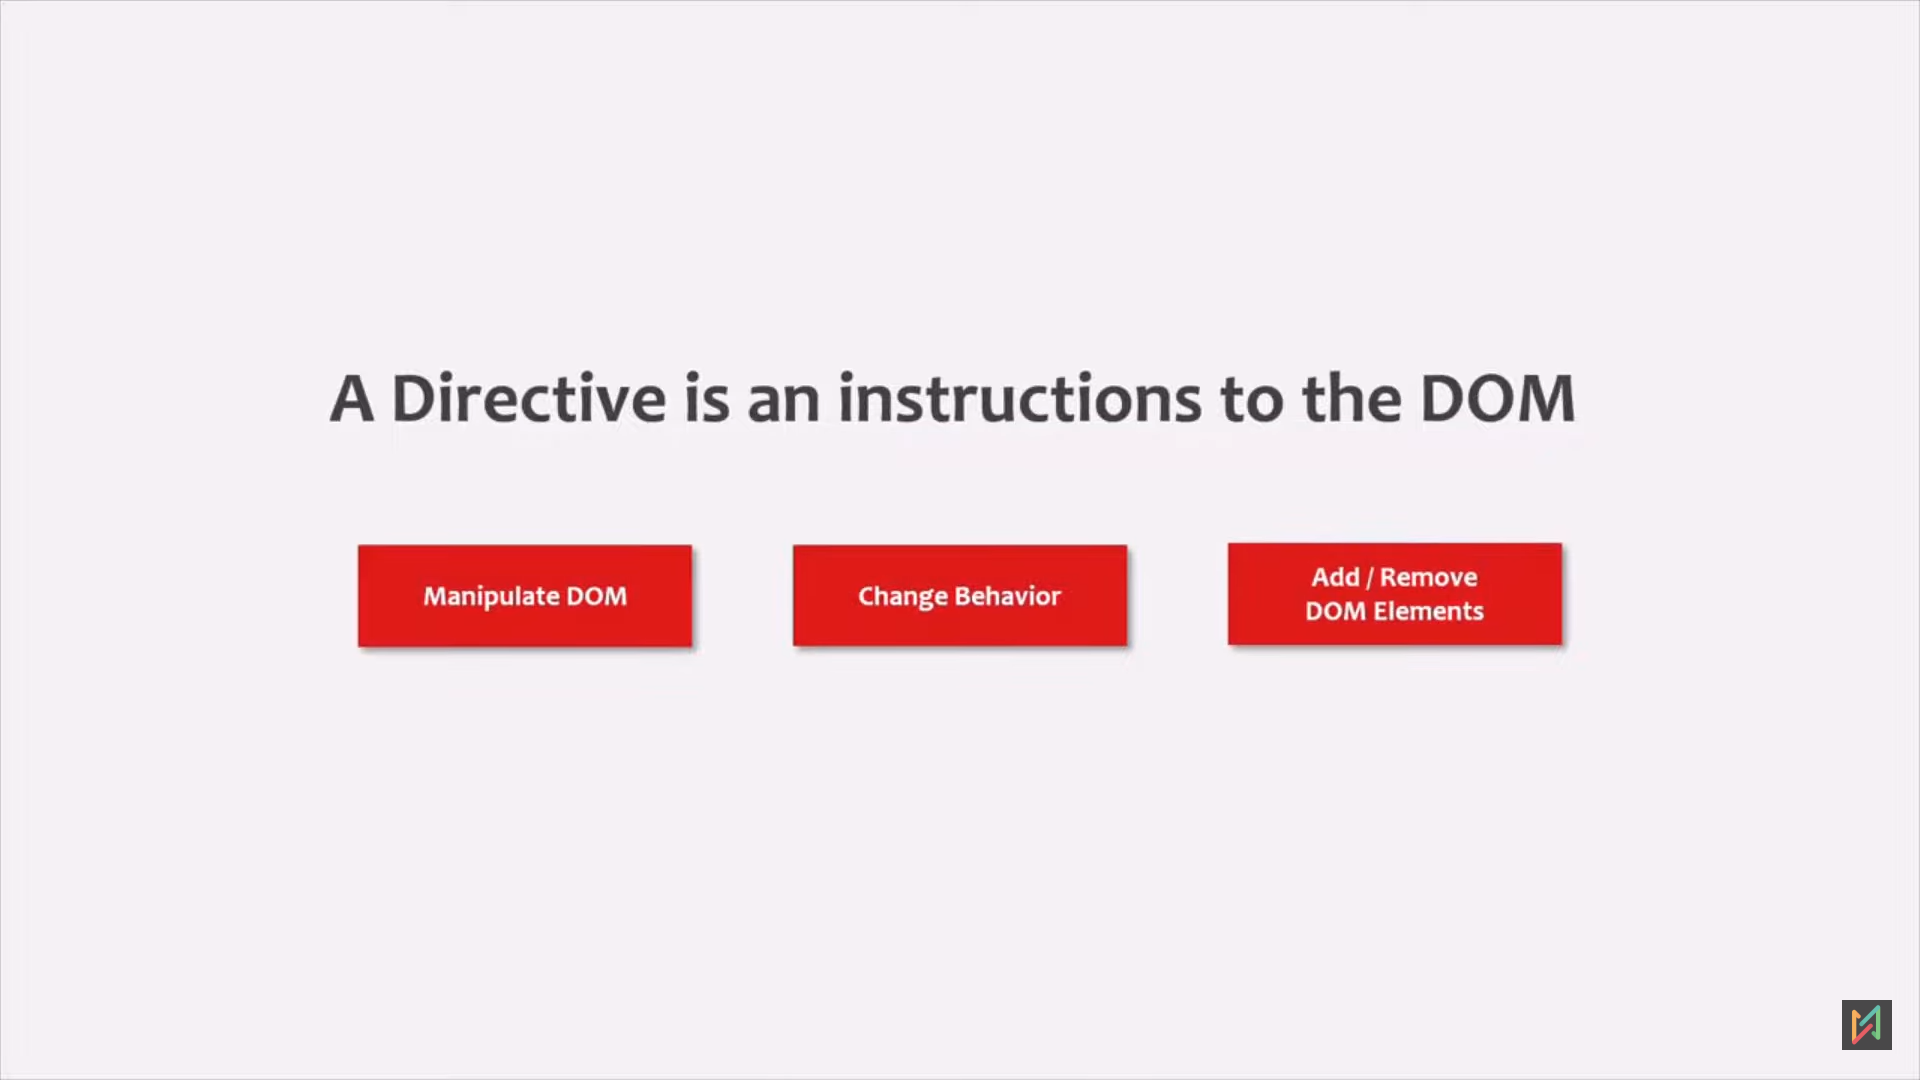 A Directive is an instructions to the DOM
Manipulate DOM
Change Behavior
Add / Remove
DOM Elements